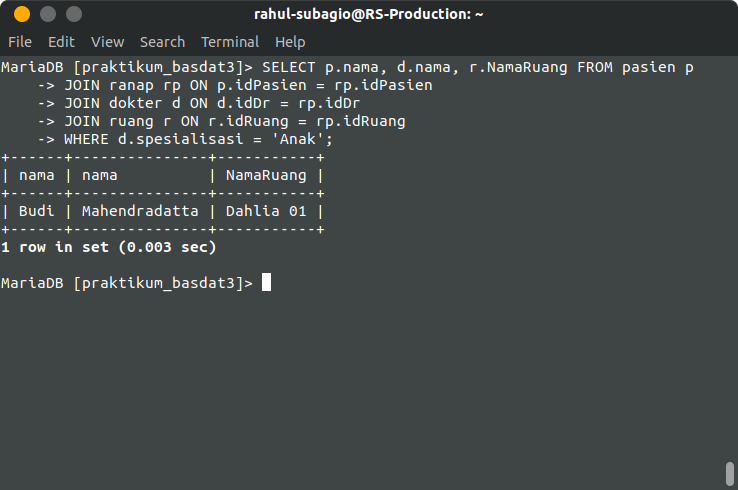 rahul-subagio@RS-Production: ~
File Edit View Search Terminal Help
MariaDB [praktikum_basdat3]> SELECT p.nama, d.nama, r.NamaRuang FROM pasien p
    -> JOIN ranap rp ON p.idPasien = rp.idPasien
    -> JOIN dokter d ON d.idDr = rp.idDr
    -> JOIN ruang r ON r.idRuang = rp.idRuang
    -> WHERE d.spesialisasi = 'Anak';
+------+---------------+-----------+
| nama | nama          | NamaRuang |
+------+---------------+-----------+
| Budi | Mahendradatta | Dahlia 01 |
+------+---------------+-----------+
1 row in set (0.003 sec)
MariaDB [praktikum_basdat3]>